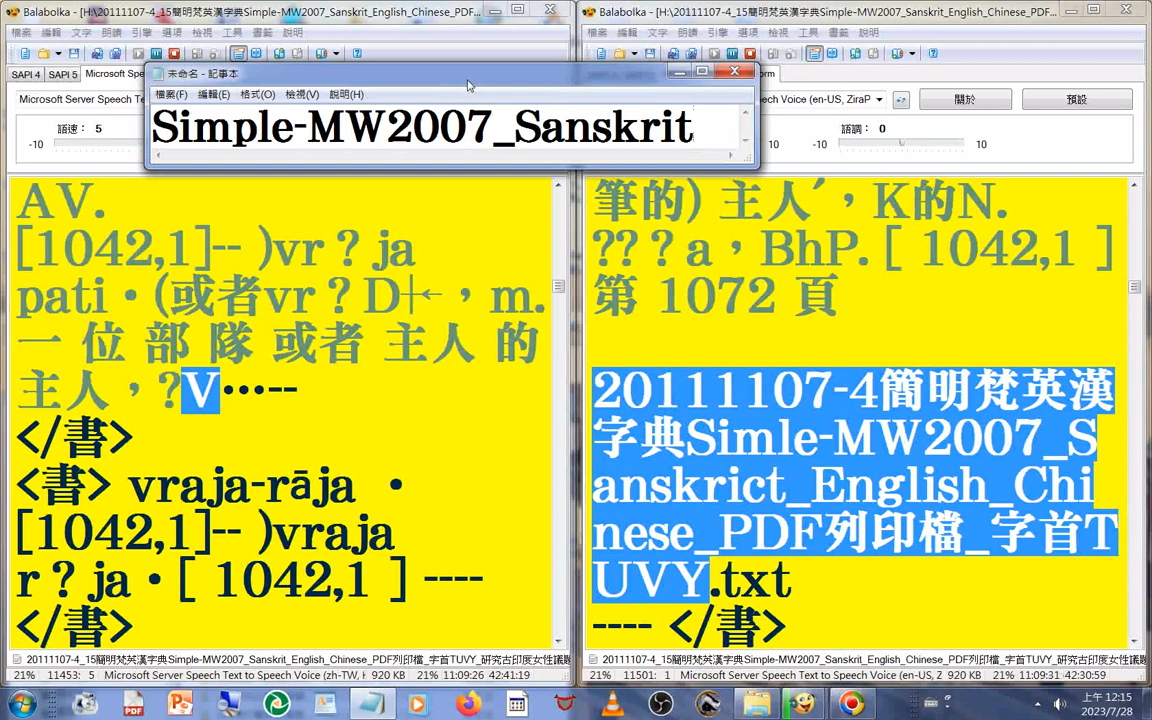 Balabolka - [H:\20111107-4_15簡明梵英漢字典Simple-MW2007_Sanskrit_English_Chinese_PDF...
檔案 編輯 文字 朗讀 引擎 選項 檢視 工具 書籤 說明
SAPI 4 SAPI 5 Microsoft Spe
Microsoft Server Speech Text
語速： 5
-10
AV.
[1042,1]-- )vr ? ja
pati • (或者vr ? D┼←，m.
一 位 部 隊 或者 主人 的
主人，?V…--
</書>
<書> vraja-rāja •
[1042,1]-- )vraja
r ? ja • [ 1042,1 ] ----
</書>
20111107-4_15簡明梵英漢字典Simple-MW2007_Sanskrit_English_Chinese_PDF列印檔_字首TUVY_研究古印度女性議題
21% 11453: 5 Microsoft Server Speech Text to Speech Voice (zh-TW, H 920 KB 11:09:26 / 42:41:19
未命名 - 記事本
檔案(F) 編輯(E) 格式(O) 檢視(V) 說明(H)
Simple-MW2007_Sanskrit
Balabolka - [H:\20111107-4_15簡明梵英漢字典Simple-MW2007_Sanskrit_English_Chinese_PDF...
檔案 編輯 文字 朗讀 引擎 選項 檢視 工具 書籤 說明
orm
ech Voice (en-US, ZiraP
關於 預設
語調： 0
10 -10 10
筆的) 主人′，K的N.
?? ? a，BhP. [ 1042,1 ]
第 1072 頁
20111107-4簡明梵英漢
字典Simle-MW2007_S
anskrict_English_Chi
nese_PDF列印檔_字首T
UVY.txt
---- </書>
20111107-4_15簡明梵英漢字典Simple-MW2007_Sanskrit_English_Chinese_PDF列印檔_字首TUVY_研究古印度女性議題
21% 11501: 1 Microsoft Server Speech Text to Speech Voice (en-US, Z 920 KB 11:09:31 / 42:30:59
上午 12:15
2023/7/28